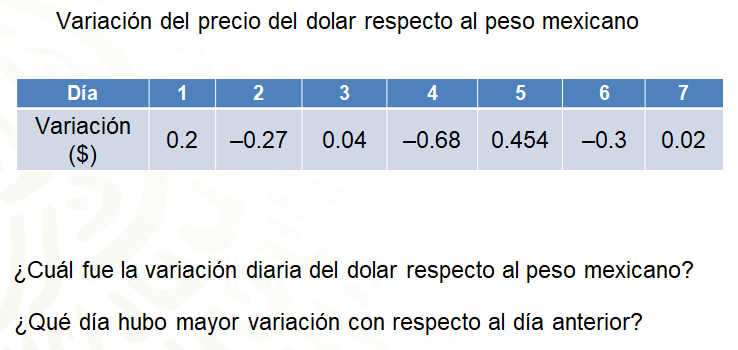 Variación del precio del dolar respecto al peso mexicano
Día 1 2 3 4 5 6 7
Variación
($) 0.2 –0.27 0.04 –0.68 0.454 –0.3 0.02
¿Cuál fue la variación diaria del dolar respecto al peso mexicano?
¿Qué día hubo mayor variación con respecto al día anterior?